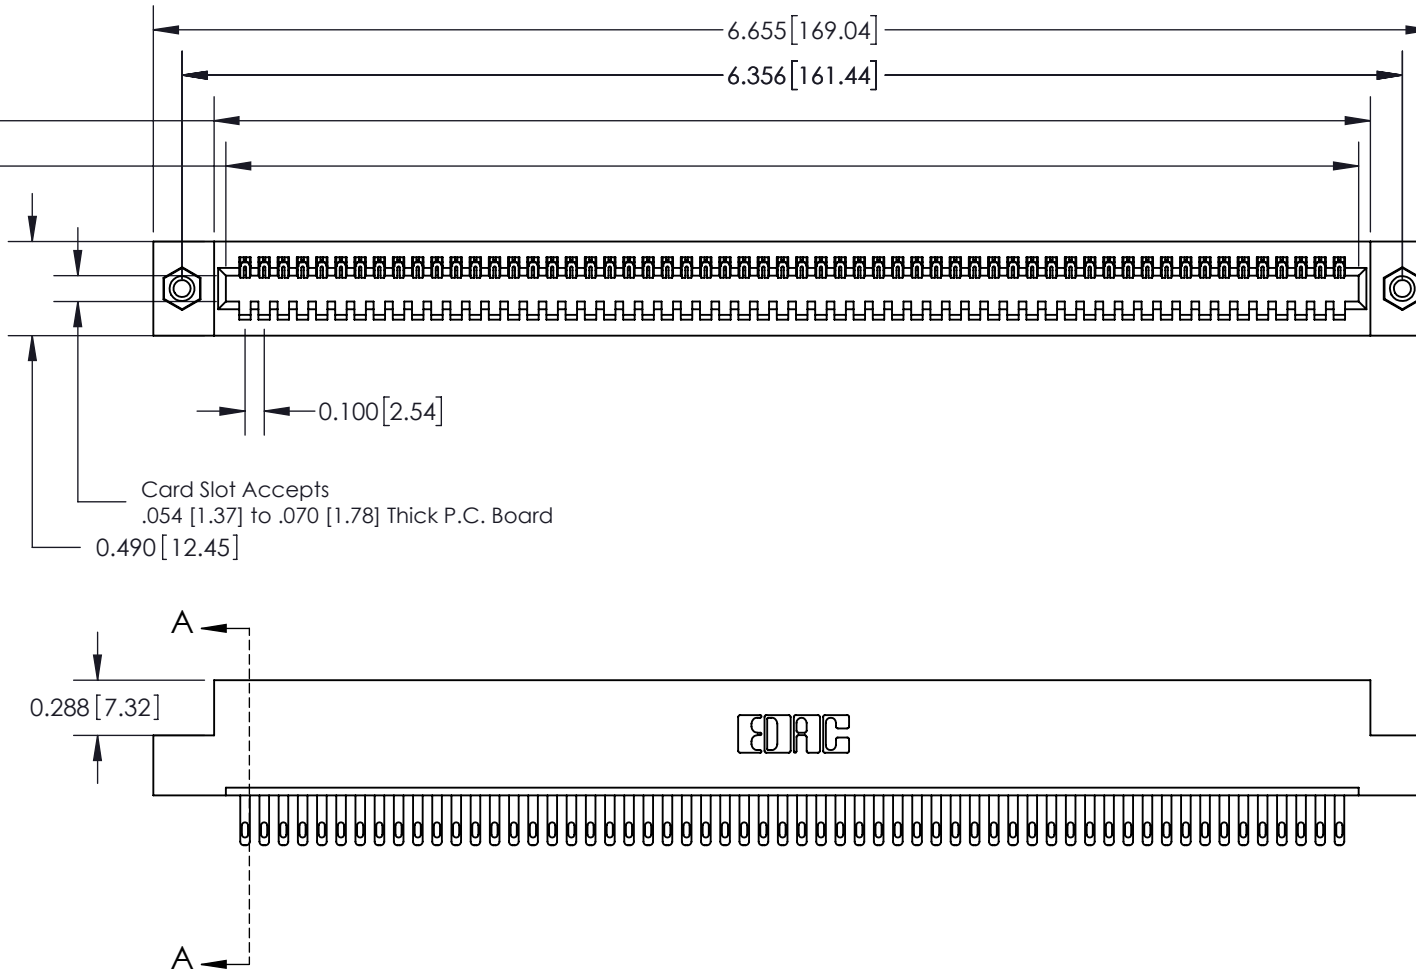 6.655[169.04]
6.356[161.44]
0.100[2.54]
Card Slot Accepts
.054 [1.37] to .070 [1.78] Thick P.C. Board
0.490[12.45]
A
0.288[7.32]
EDAC
A